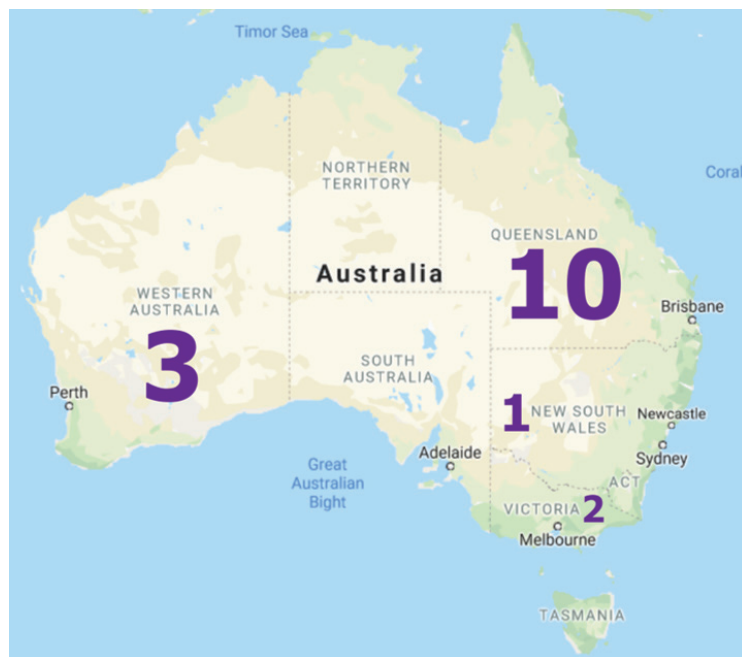 Timor Sea
NORTHERN
TERRITORY
Coral
QUEENSLAND
10
Australia
WESTERN
AUSTRALIA
3
Brisbane
SOUTH
AUSTRALIA
Perth
1
NEW SOUTH
WALES
Newcastle
Sydney
Adelaide
Great
Australian
Bight
ACT
VICTORIA
2
Melbourne
TASMANIA